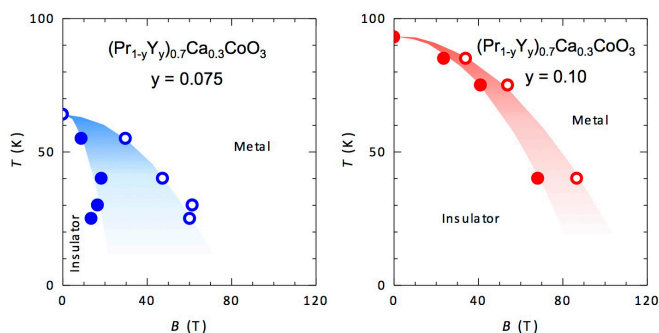 100
(Pr1-yYy)0.7Ca0.3CoO3
y = 0.075
T (K)
50
Metal
Insulator
0
0
40
80
120
B (T)
100
(Pr1-yYy)0.7Ca0.3CoO3
y = 0.10
T (K)
50
Metal
Insulator
0
0
40
80
120
B (T)